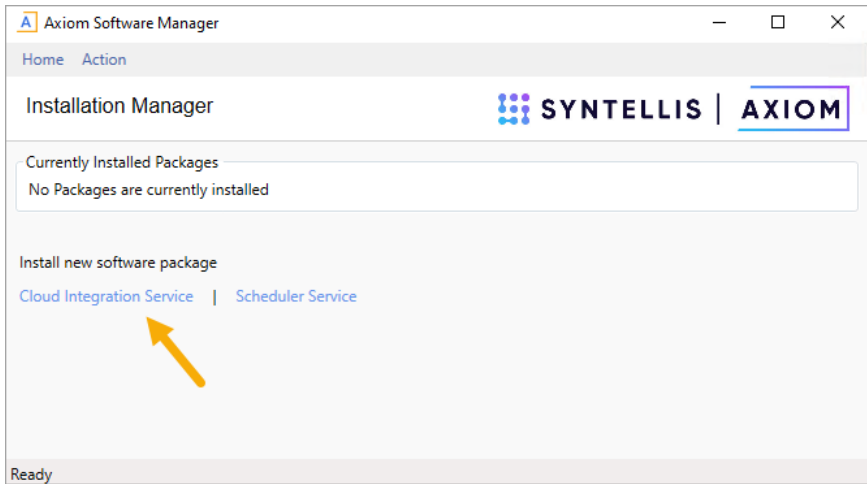 A Axiom Software Manager
Home Action
Installation Manager
SYNTELLIS | AXIOM
Currently Installed Packages
No Packages are currently installed
Install new software package
Cloud Integration Service | Scheduler Service
Ready